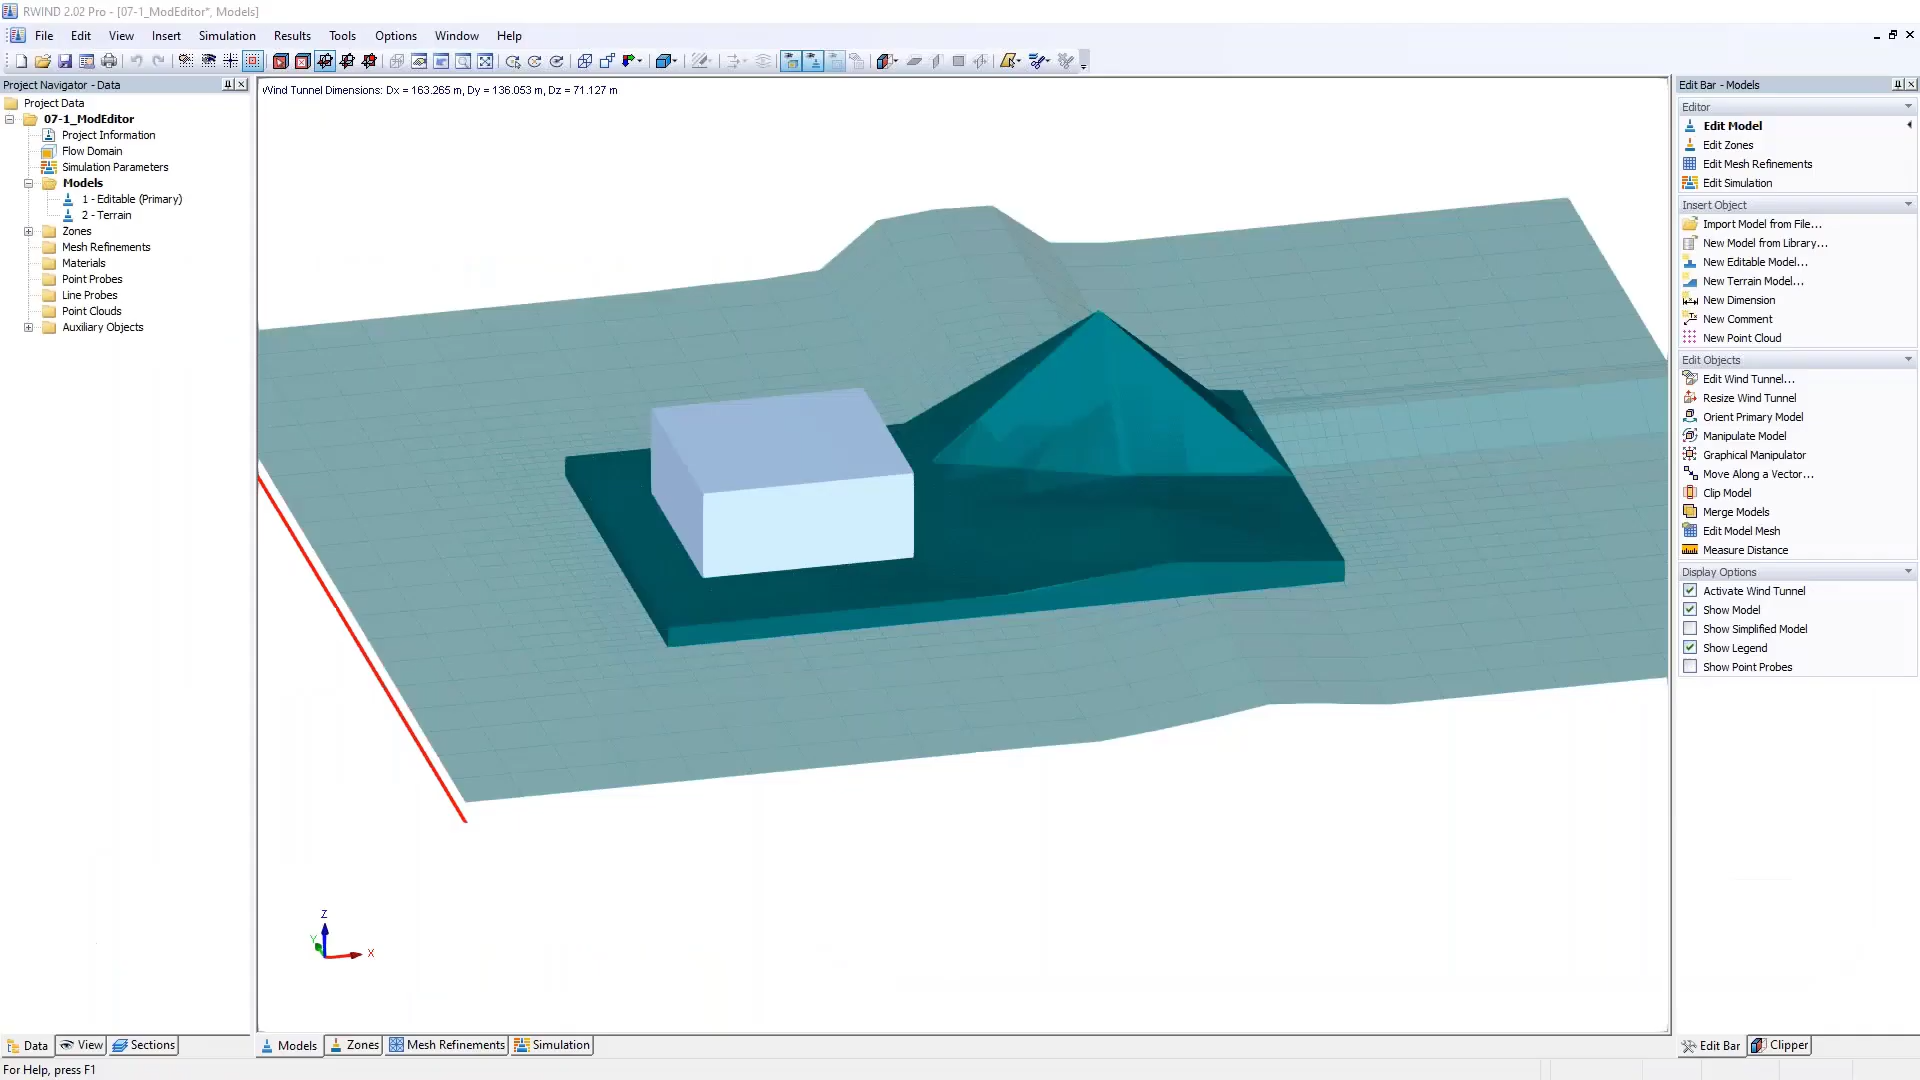 RWIND 2.02 Pro - [07-1_ModEditor*, Models]
File Edit View Insert Simulation Results Tools Options Window Help
Project Navigator - Data
Project Data
07-1_ModEditor
Project Information
Flow Domain
Simulation Parameters
Models
1 - Editable (Primary)
2 - Terrain
Zones
Mesh Refinements
Materials
Point Probes
Line Probes
Point Clouds
Auxiliary Objects
Data View Sections
Wind Tunnel Dimensions: Dx = 163.265 m, Dy = 136.053 m, Dz = 71.127 m
Z
Y
X
Models Zones Mesh Refinements Simulation
Edit Bar - Models
Editor
Edit Model
Edit Zones
Edit Mesh Refinements
Edit Simulation
Insert Object
Import Model from File...
New Model from Library...
New Editable Model...
New Terrain Model...
New Dimension
New Comment
New Point Cloud
Edit Objects
Edit Wind Tunnel...
Resize Wind Tunnel
Orient Primary Model
Manipulate Model
Graphical Manipulator
Move Along a Vector...
Clip Model
Merge Models
Edit Model Mesh
Measure Distance
Display Options
Activate Wind Tunnel
Show Model
Show Simplified Model
Show Legend
Show Point Probes
Edit Bar Clipper
For Help, press F1